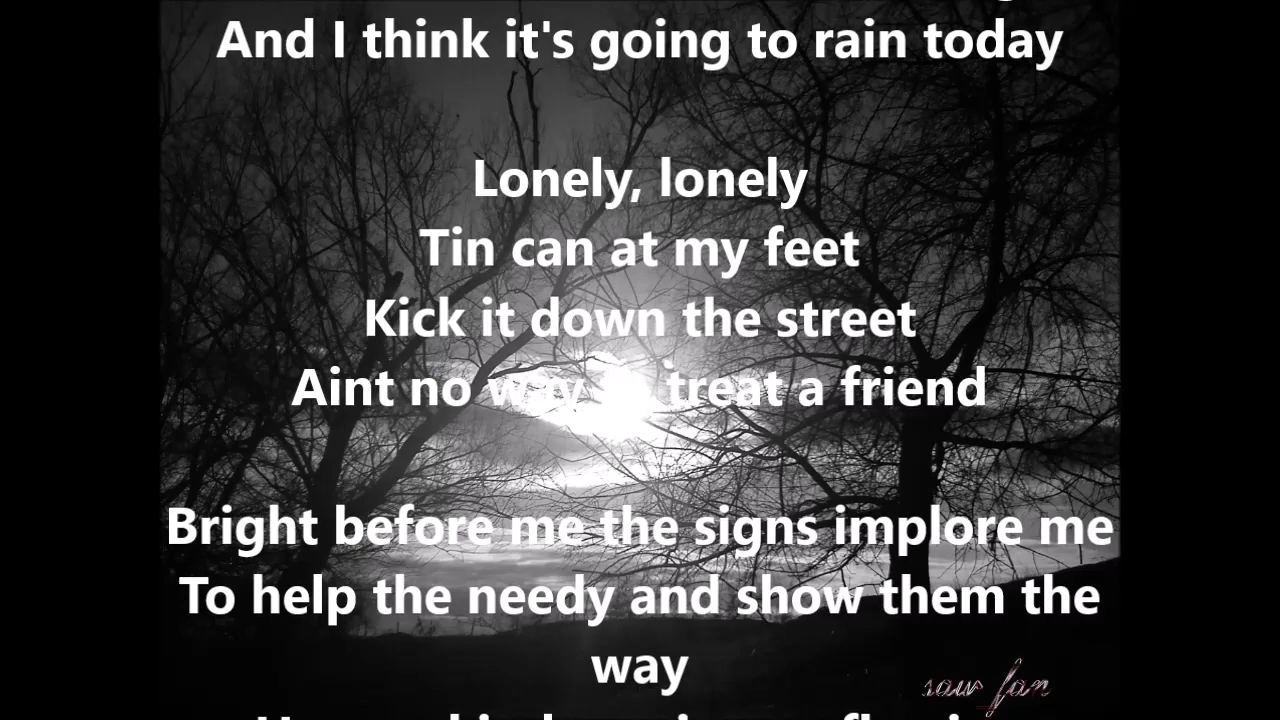 And I think it's going to rain today
Lonely, lonely
Tin can at my feet
Kick it down the street
Aint no way to treat a friend
Bright before me the signs implore me
To help the needy and show them the
way
saw fan